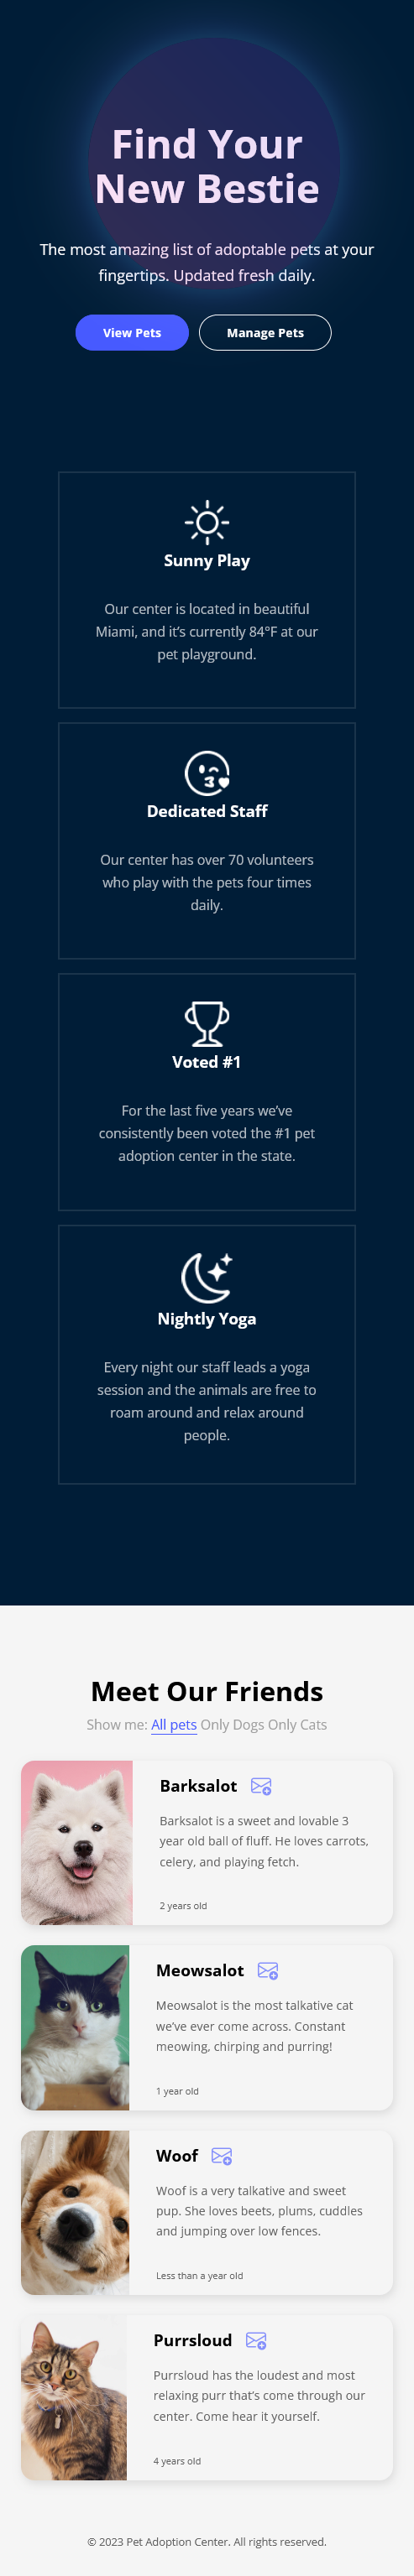 Find Your
New Bestie
The most amazing list of adoptable pets at your
fingertips. Updated fresh daily.
View Pets Manage Pets
Sunny Play
Our center is located in beautiful
Miami, and it’s currently 84°F at our
pet playground.
Dedicated Staff
Our center has over 70 volunteers
who play with the pets four times
daily.
Voted #1
For the last five years we’ve
consistently been voted the #1 pet
adoption center in the state.
Nightly Yoga
Every night our staff leads a yoga
session and the animals are free to
roam around and relax around
people.
Meet Our Friends
Show me: All pets Only Dogs Only Cats
Barksalot
Barksalot is a sweet and lovable 3
year old ball of fluff. He loves carrots,
celery, and playing fetch.
2 years old
Meowsalot
Meowsalot is the most talkative cat
we’ve ever come across. Constant
meowing, chirping and purring!
1 year old
Woof
Woof is a very talkative and sweet
pup. She loves beets, plums, cuddles
and jumping over low fences.
Less than a year old
Purrsloud
Purrsloud has the loudest and most
relaxing purr that’s come through our
center. Come hear it yourself.
4 years old
© 2023 Pet Adoption Center. All rights reserved.